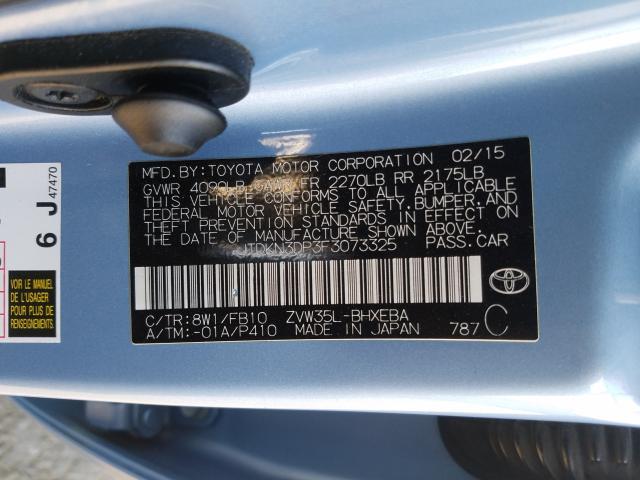 MFD.BY:TOYOTA MOTOR CORPORATION 02/15
GVWR 4090LB GAWR FR 2270LB RR 2175LB
THIS VEHICLE CONFORMS TO ALL APPLICABLE
FEDERAL MOTOR VEHICLE SAFETY,BUMPER,AND
THEFT PREVENTION STANDARDS IN EFFECT ON
THE DATE OF MANUFACTURE SHOWN ABOVE.
JTDKN3DP3F3073325 PASS.CAR
C/TR:8W1/FB10 ZVW35L-BHXEBA
A/TM:-01A/P410 MADE IN JAPAN 787 C
TOYOTA
6 J 47470
VOIR LE MANUEL
DE L'USAGER
POUR PLUS DE
RENSEIGNEMENTS